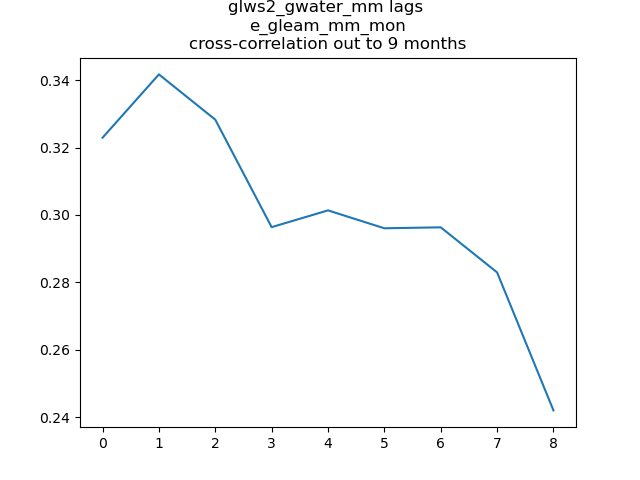 glws2_gwater_mm lags
e_gleam_mm_mon
cross-correlation out to 9 months
0.34
0.32
0.30
0.28
0.26
0.24
0 1 2 3 4 5 6 7 8